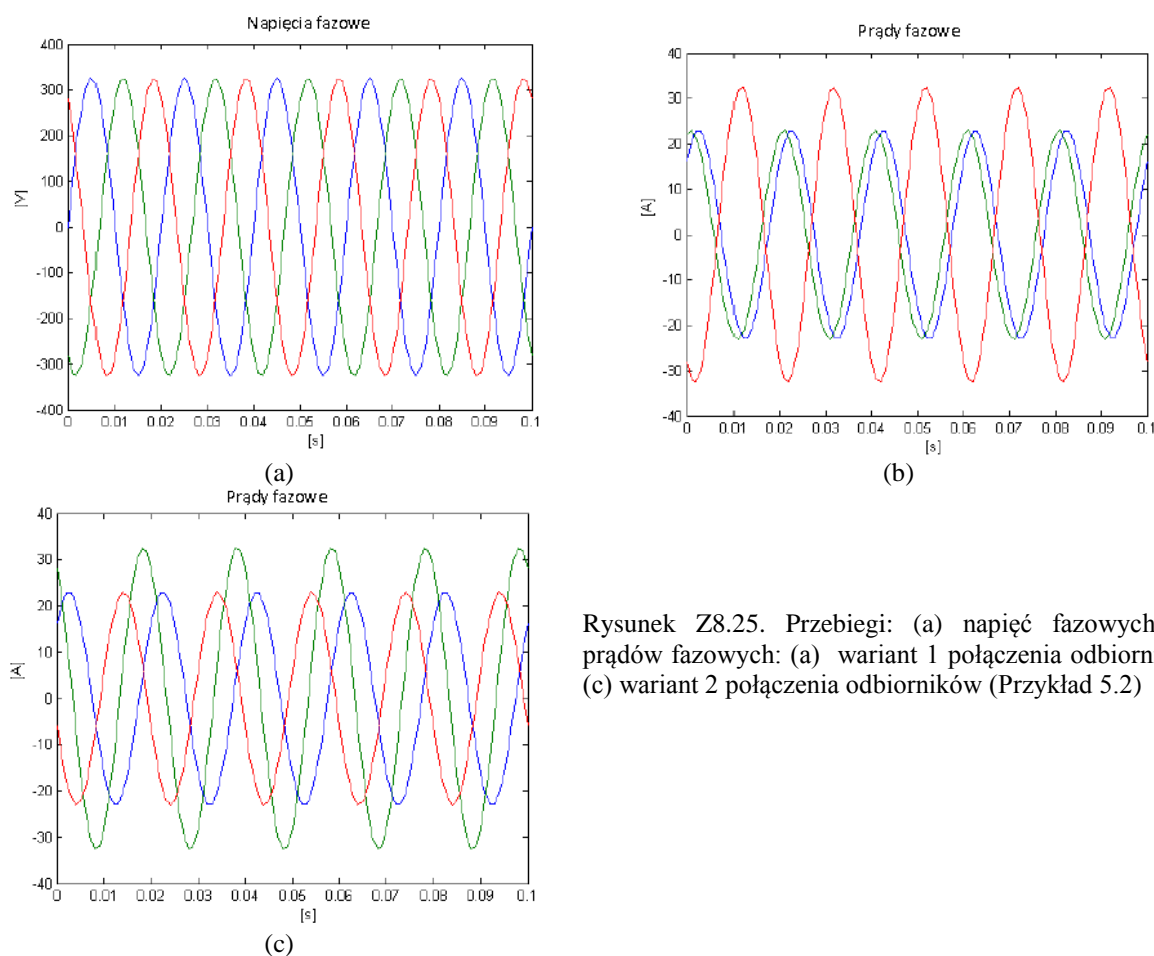 Napięcia fazowe
400
300
200
100
0
-100
-200
-300
-400
[V]
0 0.01 0.02 0.03 0.04 0.05 0.06 0.07 0.08 0.09 0.1
[s]
(a)
Prądy fazowe
40
30
20
10
0
-10
-20
-30
-40
[A]
0 0.01 0.02 0.03 0.04 0.05 0.06 0.07 0.08 0.09 0.1
[s]
(b)
Prądy fazowe
40
30
20
10
0
-10
-20
-30
-40
[A]
0 0.01 0.02 0.03 0.04 0.05 0.06 0.07 0.08 0.09 0.1
[s]
(c)
Rysunek Z8.25. Przebiegi: (a) napięć fazowych
prądów fazowych: (a) wariant 1 połączenia odbiorn
(c) wariant 2 połączenia odbiorników (Przykład 5.2)